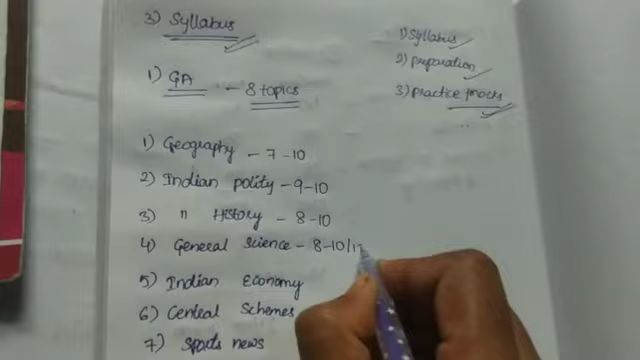 3) Syllabus
1) GA - 8 topics
1) Geography - 7-10
2) Indian polity - 9-10
3) " History - 8-10
4) General Science - 8-10/1
5) Indian Economy
6) Central Schemes
7) Sports news
1) Syllabus
2) preparation
3) practice mocks